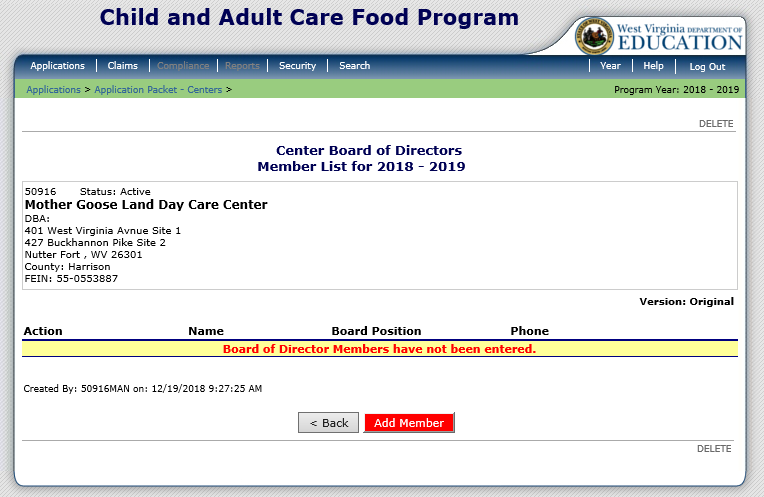 Child and Adult Care Food Program
West Virginia DEPARTMENT OF
EDUCATION
Applications Claims Compliance Reports Security Search Year Help Log Out
Applications > Application Packet - Centers > Program Year: 2018 - 2019
DELETE
Center Board of Directors
Member List for 2018 - 2019
50916 Status: Active
Mother Goose Land Day Care Center
DBA:
401 West Virginia Avnue Site 1
427 Buckhannon Pike Site 2
Nutter Fort , WV 26301
County: Harrison
FEIN: 55-0553887
Version: Original
Action Name Board Position Phone
Board of Director Members have not been entered.
Created By: 50916MAN on: 12/19/2018 9:27:25 AM
< Back Add Member
DELETE